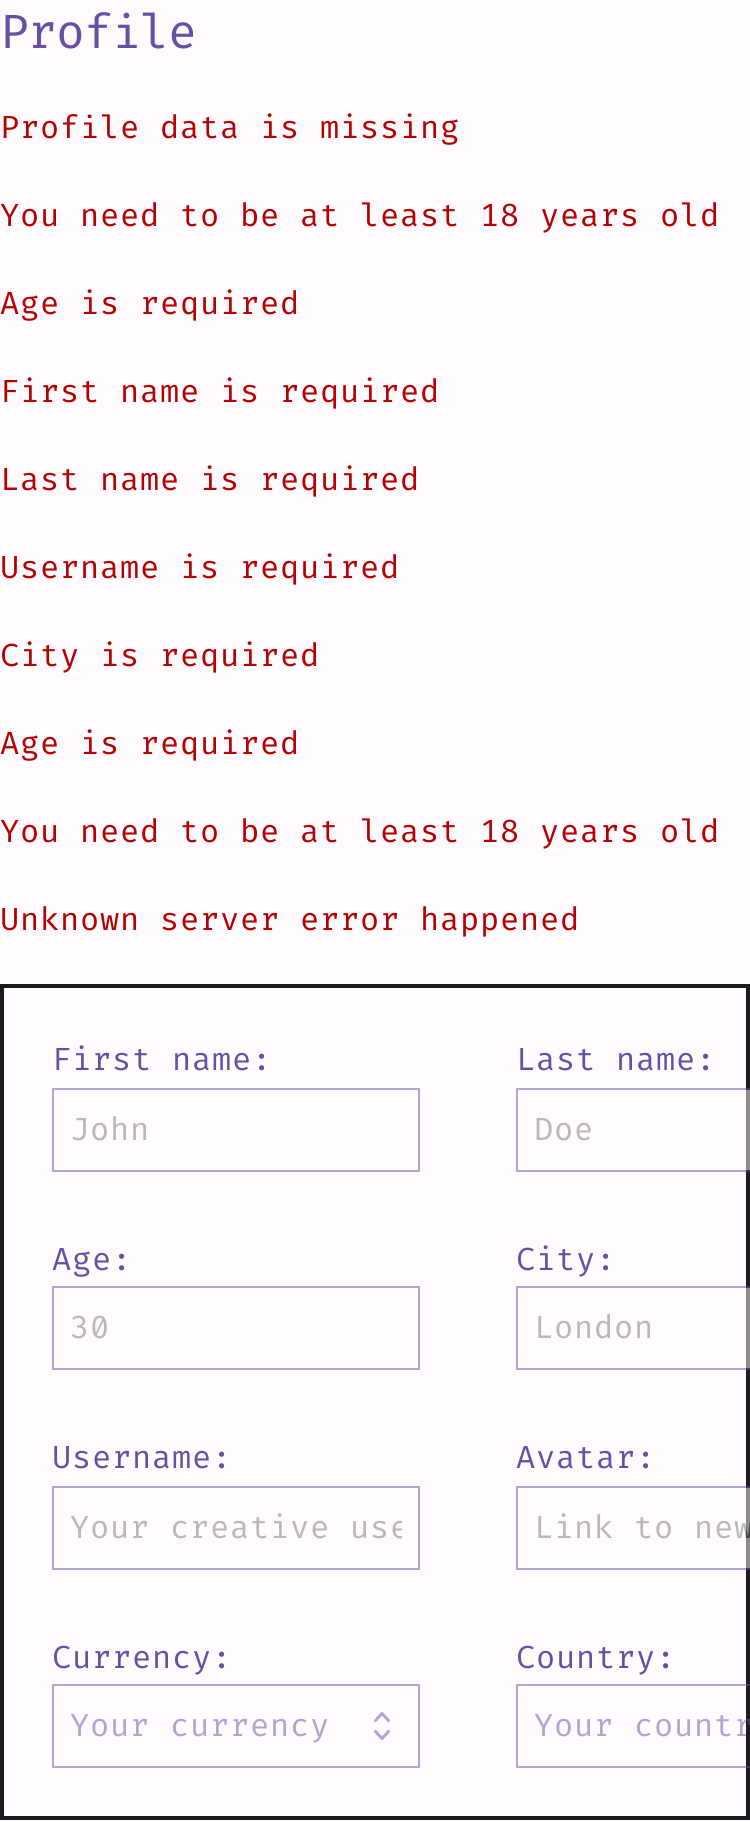 Profile
Profile data is missing
You need to be at least 18 years old
Age is required
First name is required
Last name is required
Username is required
City is required
Age is required
You need to be at least 18 years old
Unknown server error happened
First name: Last name:
John Doe
Age: City:
30 London
Username: Avatar:
Your creative use Link to new
Currency: Country:
Your currency Your countr